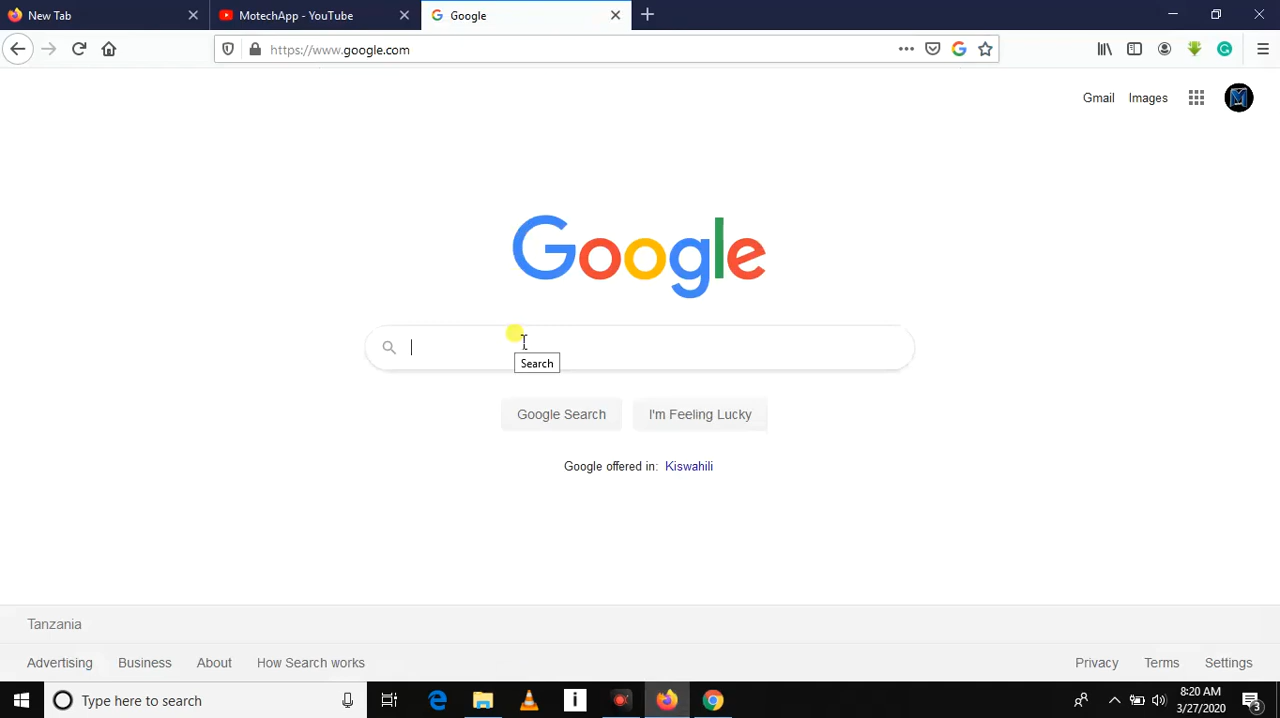 New Tab
MotechApp - YouTube
Google
https://www.google.com
Gmail
Images
Google
Search
Google Search
I'm Feeling Lucky
Google offered in: Kiswahili
Tanzania
Advertising
Business
About
How Search works
Privacy
Terms
Settings
Type here to search
8:20 AM
3/27/2020
3